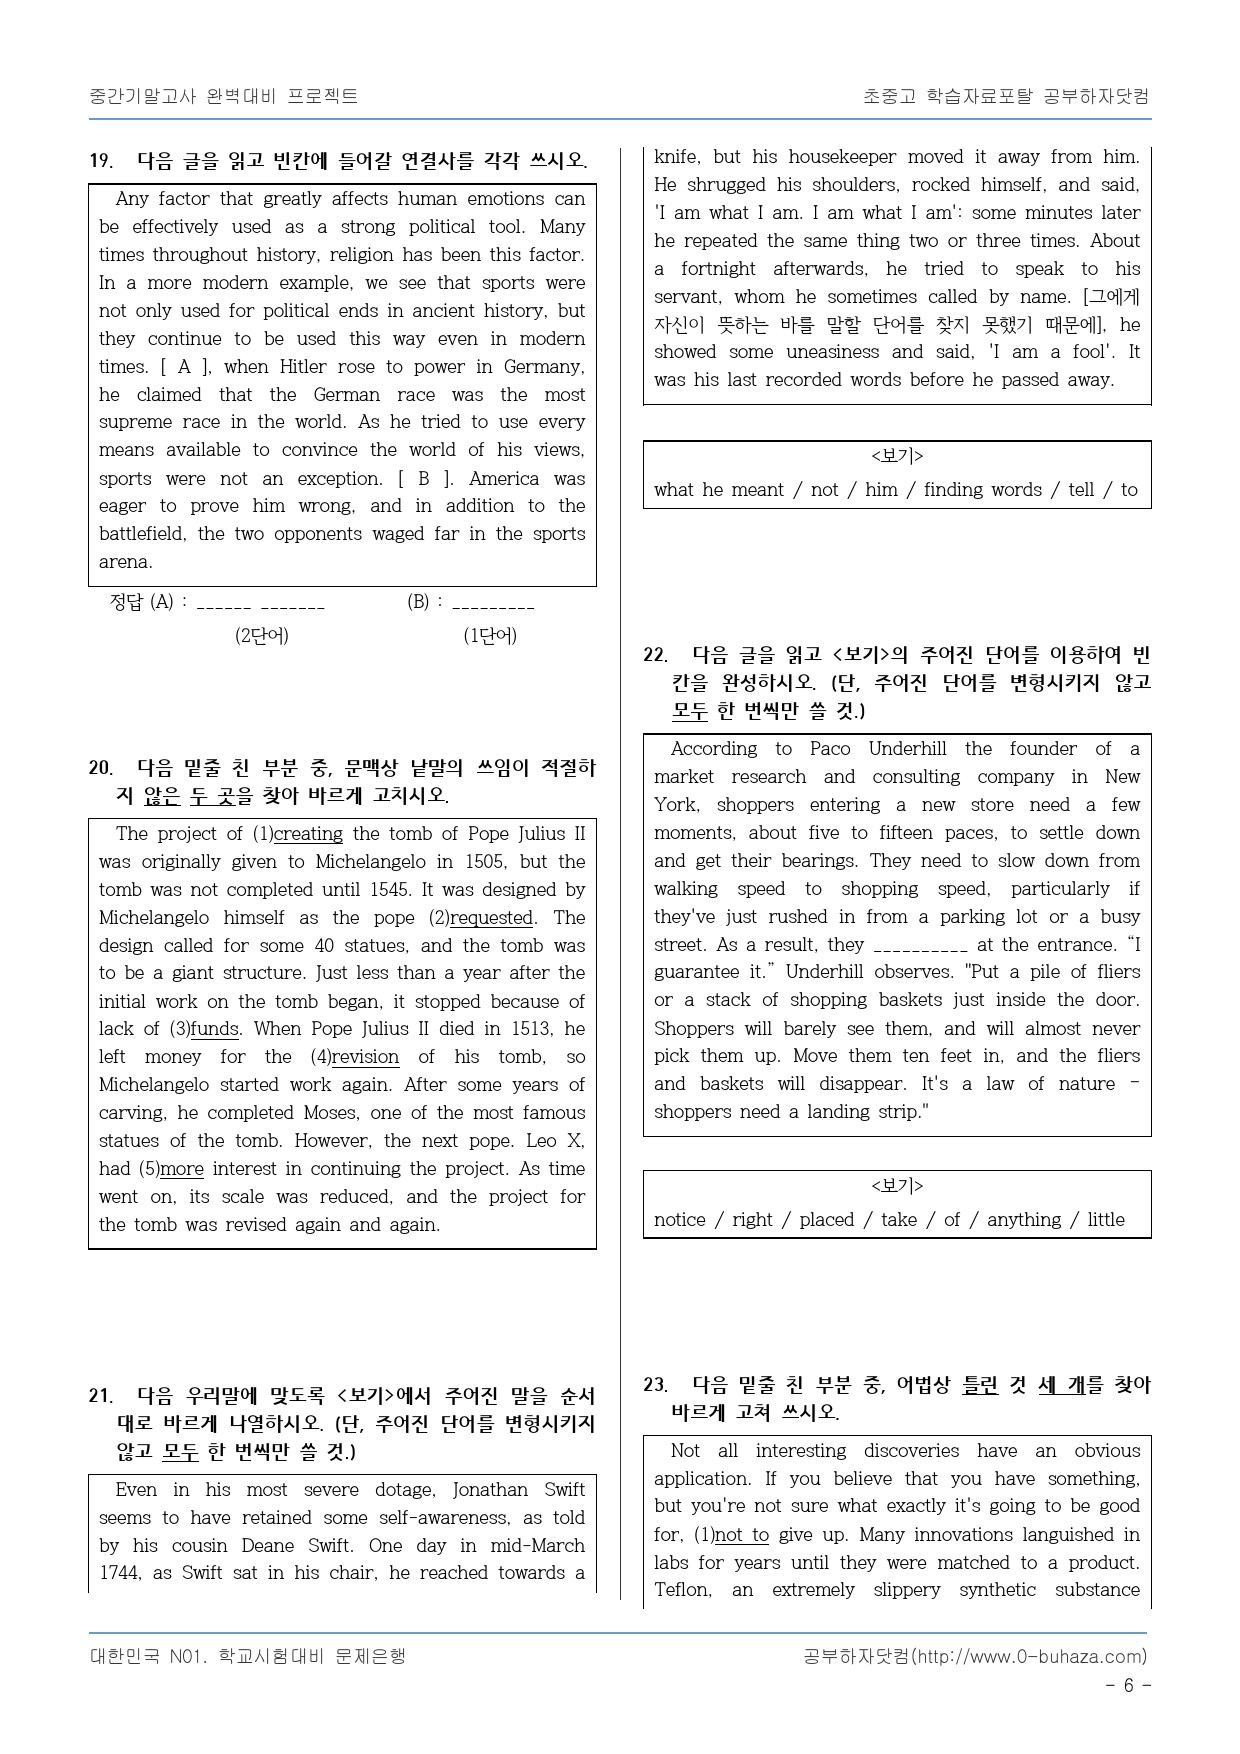 중간기말고사 완벽대비 프로젝트
초중고 학습자료포탈 공부하자닷컴
19. 다음 글을 읽고 빈칸에 들어갈 연결사를 각각 쓰시오.
Any factor that greatly affects human emotions can
be effectively used as a strong political tool. Many
times throughout history, religion has been this factor.
In a more modern example, we see that sports were
not only used for political ends in ancient history, but
they continue to be used this way even in modern
times. [ A ], when Hitler rose to power in Germany,
he claimed that the German race was the most
supreme race in the world. As he tried to use every
means available to convince the world of his views,
sports were not an exception. [ B ]. America was
eager to prove him wrong, and in addition to the
battlefield, the two opponents waged far in the sports
arena.
정답 (A) : ______ _______ (B) : _________
(2단어) (1단어)
20. 다음 밑줄 친 부분 중, 문맥상 낱말의 쓰임이 적절하
지 않은 두 곳을 찾아 바르게 고치시오.
The project of (1)creating the tomb of Pope Julius II
was originally given to Michelangelo in 1505, but the
tomb was not completed until 1545. It was designed by
Michelangelo himself as the pope (2)requested. The
design called for some 40 statues, and the tomb was
to be a giant structure. Just less than a year after the
initial work on the tomb began, it stopped because of
lack of (3)funds. When Pope Julius II died in 1513, he
left money for the (4)revision of his tomb, so
Michelangelo started work again. After some years of
carving, he completed Moses, one of the most famous
statues of the tomb. However, the next pope. Leo X,
had (5)more interest in continuing the project. As time
went on, its scale was reduced, and the project for
the tomb was revised again and again.
21. 다음 우리말에 맞도록 <보기>에서 주어진 말을 순서
대로 바르게 나열하시오. (단, 주어진 단어를 변형시키지
않고 모두 한 번씩만 쓸 것.)
Even in his most severe dotage, Jonathan Swift
seems to have retained some self-awareness, as told
by his cousin Deane Swift. One day in mid-March
1744, as Swift sat in his chair, he reached towards a
knife, but his housekeeper moved it away from him.
He shrugged his shoulders, rocked himself, and said,
'I am what I am. I am what I am': some minutes later
he repeated the same thing two or three times. About
a fortnight afterwards, he tried to speak to his
servant, whom he sometimes called by name. [그에게
자신이 뜻하는 바를 말할 단어를 찾지 못했기 때문에], he
showed some uneasiness and said, 'I am a fool'. It
was his last recorded words before he passed away.
<보기>
what he meant / not / him / finding words / tell / to
22. 다음 글을 읽고 <보기>의 주어진 단어를 이용하여 빈
칸을 완성하시오. (단, 주어진 단어를 변형시키지 않고
모두 한 번씩만 쓸 것.)
According to Paco Underhill the founder of a
market research and consulting company in New
York, shoppers entering a new store need a few
moments, about five to fifteen paces, to settle down
and get their bearings. They need to slow down from
walking speed to shopping speed, particularly if
they've just rushed in from a parking lot or a busy
street. As a result, they __________ at the entrance. “I
guarantee it.” Underhill observes. "Put a pile of fliers
or a stack of shopping baskets just inside the door.
Shoppers will barely see them, and will almost never
pick them up. Move them ten feet in, and the fliers
and baskets will disappear. It's a law of nature -
shoppers need a landing strip."
<보기>
notice / right / placed / take / of / anything / little
23. 다음 밑줄 친 부분 중, 어법상 틀린 것 세 개를 찾아
바르게 고쳐 쓰시오.
Not all interesting discoveries have an obvious
application. If you believe that you have something,
but you're not sure what exactly it's going to be good
for, (1)not to give up. Many innovations languished in
labs for years until they were matched to a product.
Teflon, an extremely slippery synthetic substance
대한민국 N01. 학교시험대비 문제은행
공부하자닷컴(http://www.0-buhaza.com)
- 6 -